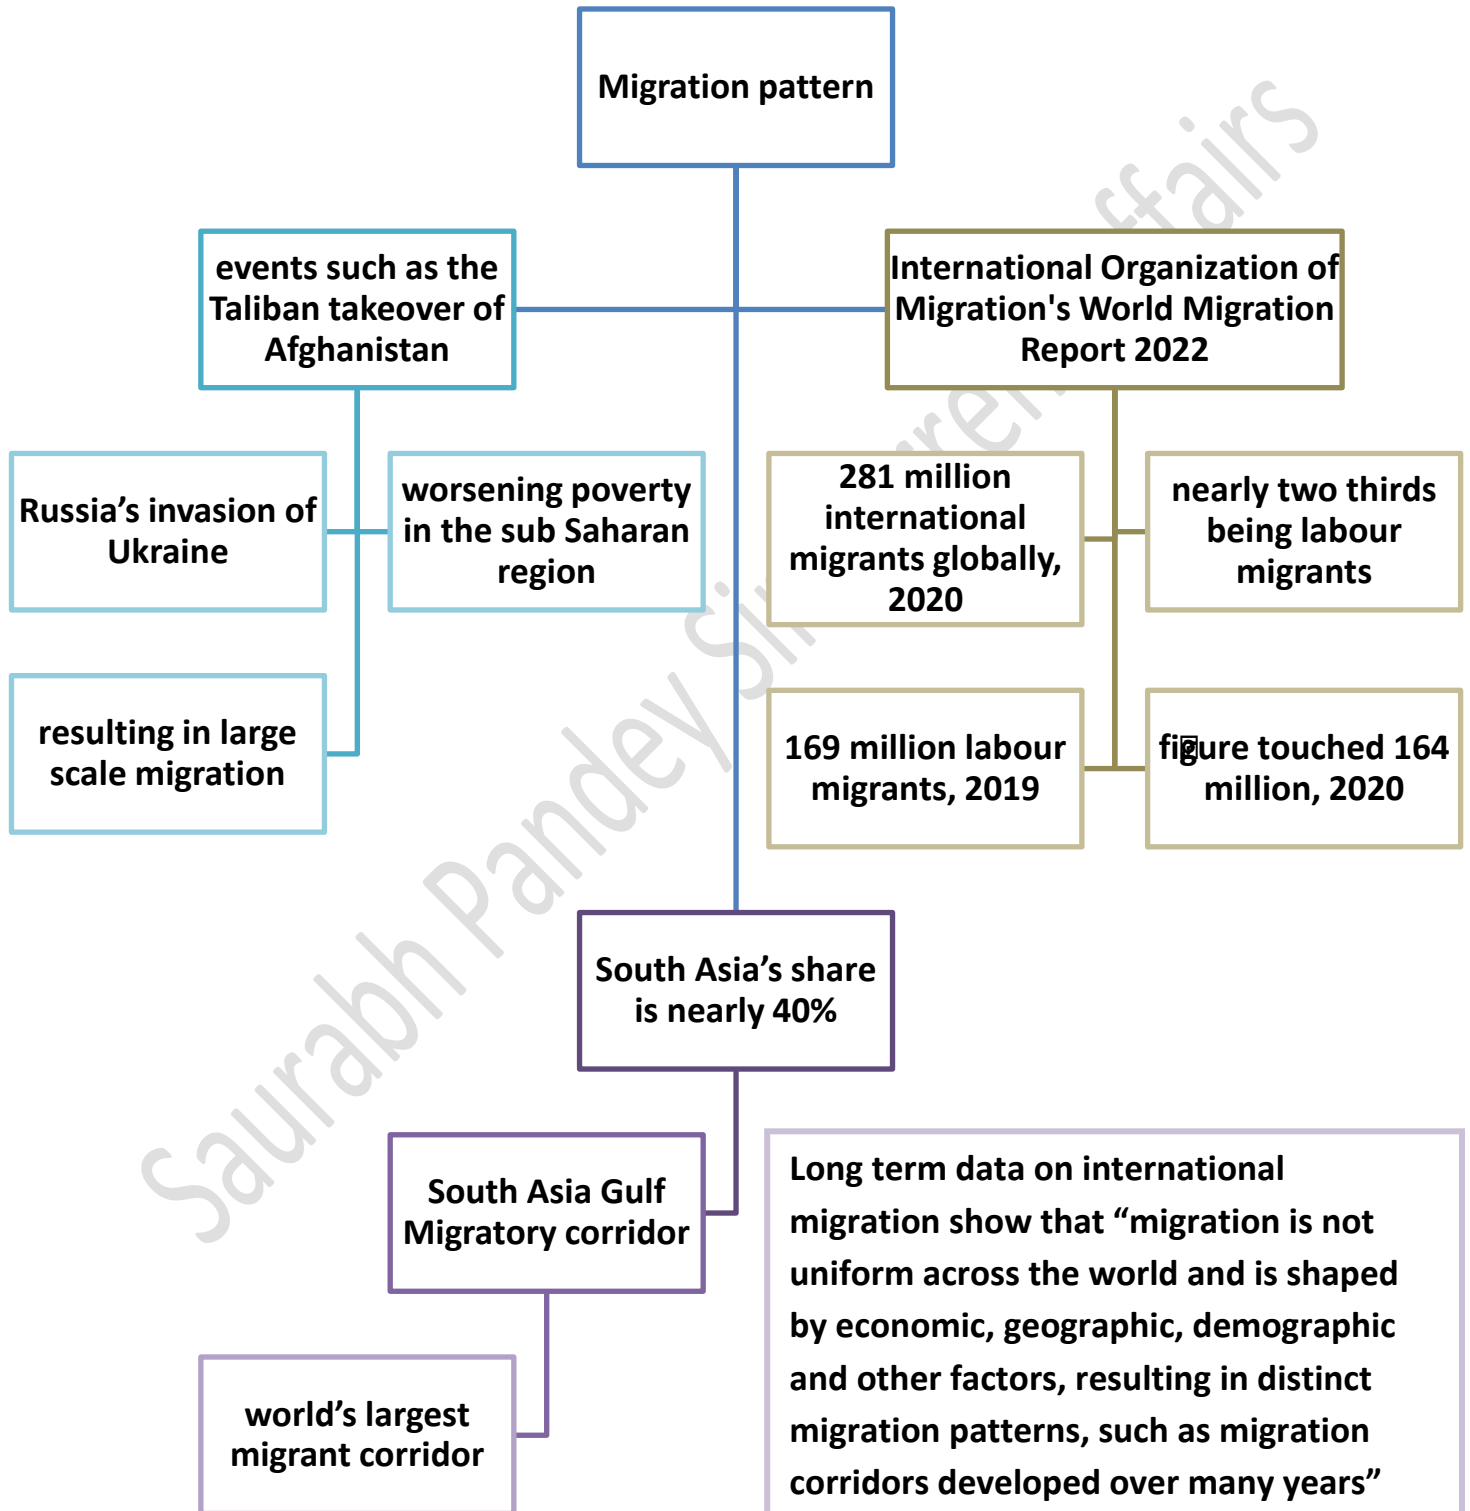 Migration pattern
events such as the
Taliban takeover of
Afghanistan
Russia’s invasion of
Ukraine
worsening poverty
in the sub Saharan
region
resulting in large
scale migration
International Organization of
Migration's World Migration
Report 2022
281 million
international
migrants globally,
2020
nearly two thirds
being labour
migrants
169 million labour
migrants, 2019
figure touched 164
million, 2020
South Asia’s share
is nearly 40%
South Asia Gulf
Migratory corridor
world’s largest
migrant corridor
Long term data on international
migration show that “migration is not
uniform across the world and is shaped
by economic, geographic, demographic
and other factors, resulting in distinct
migration patterns, such as migration
corridors developed over many years”
Saurabh Pandey